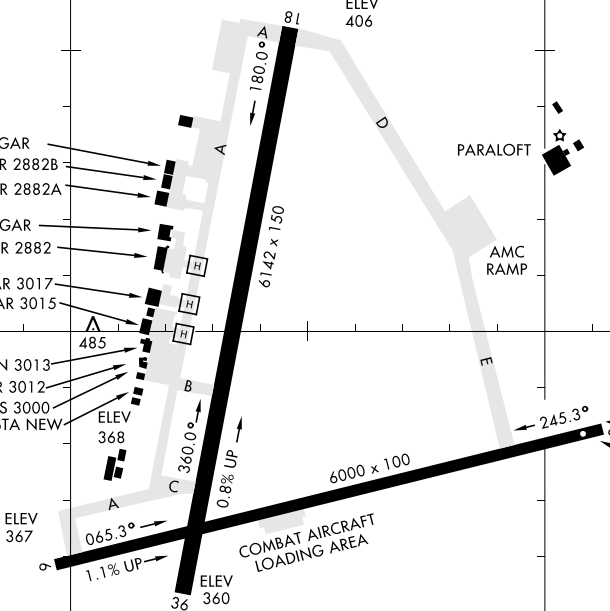 ELEV
406
18
A
180.0°
D
A
GAR
R 2882B
R 2882A
PARALOFT
GAR
R 2882
6142 x 150
AMC
RAMP
H
AR 3017
H
AR 3015
H
485
N 3013
R 3012
S 3000
STA NEW
B
E
ELEV
368
360.0°
0.8% UP
245.3°
6000 x 100
C
A
ELEV
367
065.3°
COMBAT AIRCRAFT
LOADING AREA
1.1% UP
6
ELEV
360
36